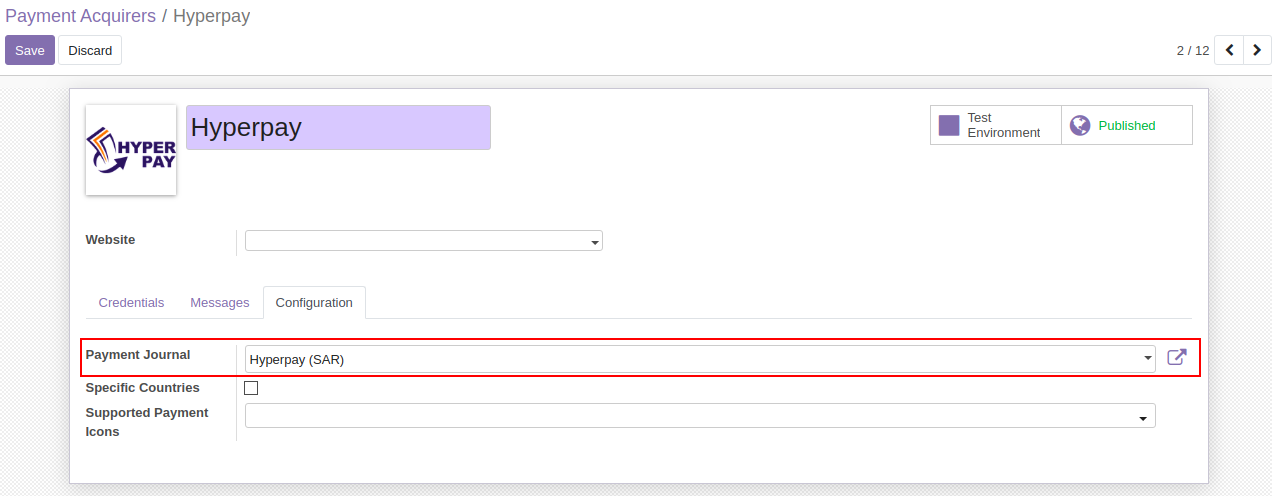 Payment Acquirers / Hyperpay
Save Discard
2 / 12
HYPER
PAY
Hyperpay
Test
Environment
Published
Website
Credentials Messages Configuration
Payment Journal Hyperpay (SAR)
Specific Countries
Supported Payment
Icons